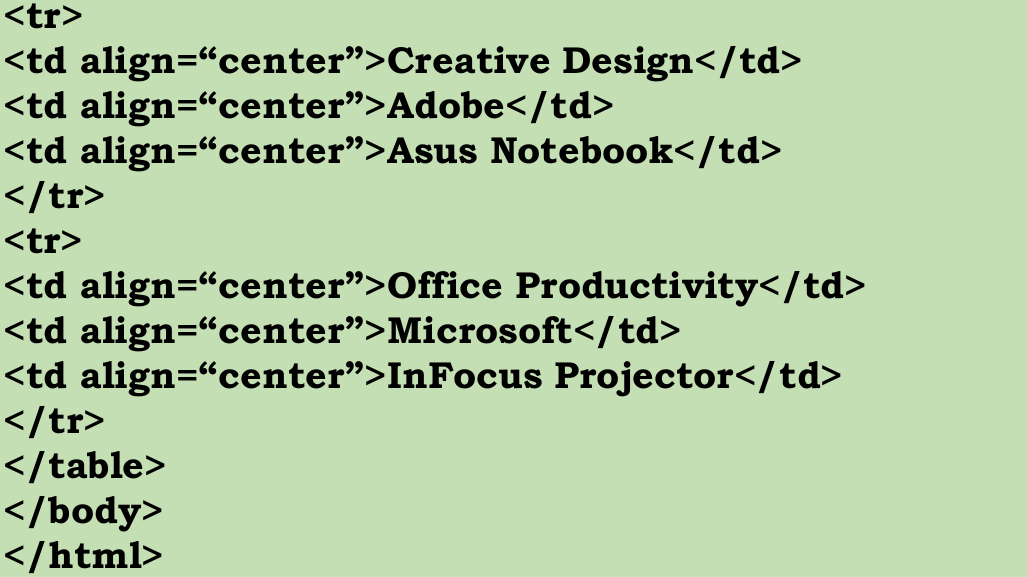 <tr>
<td align=“center”>Creative Design</td>
<td align=“center”>Adobe</td>
<td align=“center”>Asus Notebook</td>
</tr>
<tr>
<td align=“center”>Office Productivity</td>
<td align=“center”>Microsoft</td>
<td align=“center”>InFocus Projector</td>
</tr>
</table>
</body>
</html>